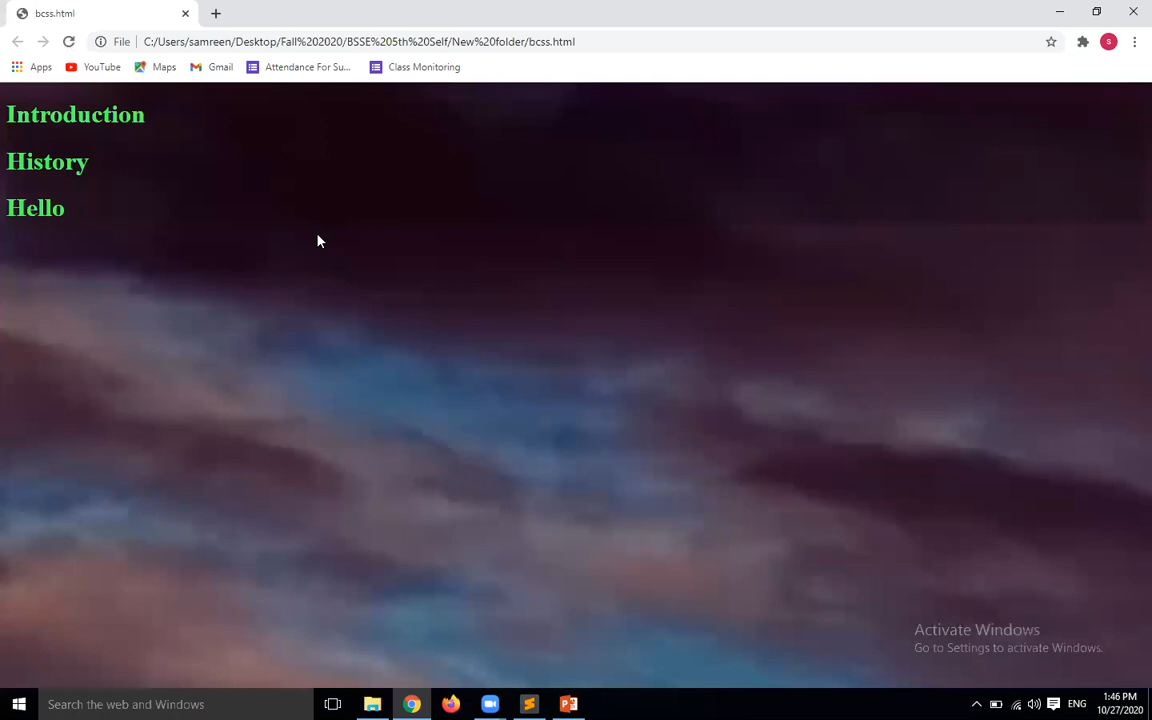 bcss.html
File
C:/Users/samreen/Desktop/Fall%202020/BSSE%205th%20Self/New%20folder/bcss.html
s
Apps
YouTube
Maps
Gmail
Attendance For Su...
Class Monitoring
Introduction
History
Hello
Activate Windows
Go to Settings to activate Windows.
Search the web and Windows
ENG
1:46 PM
10/27/2020